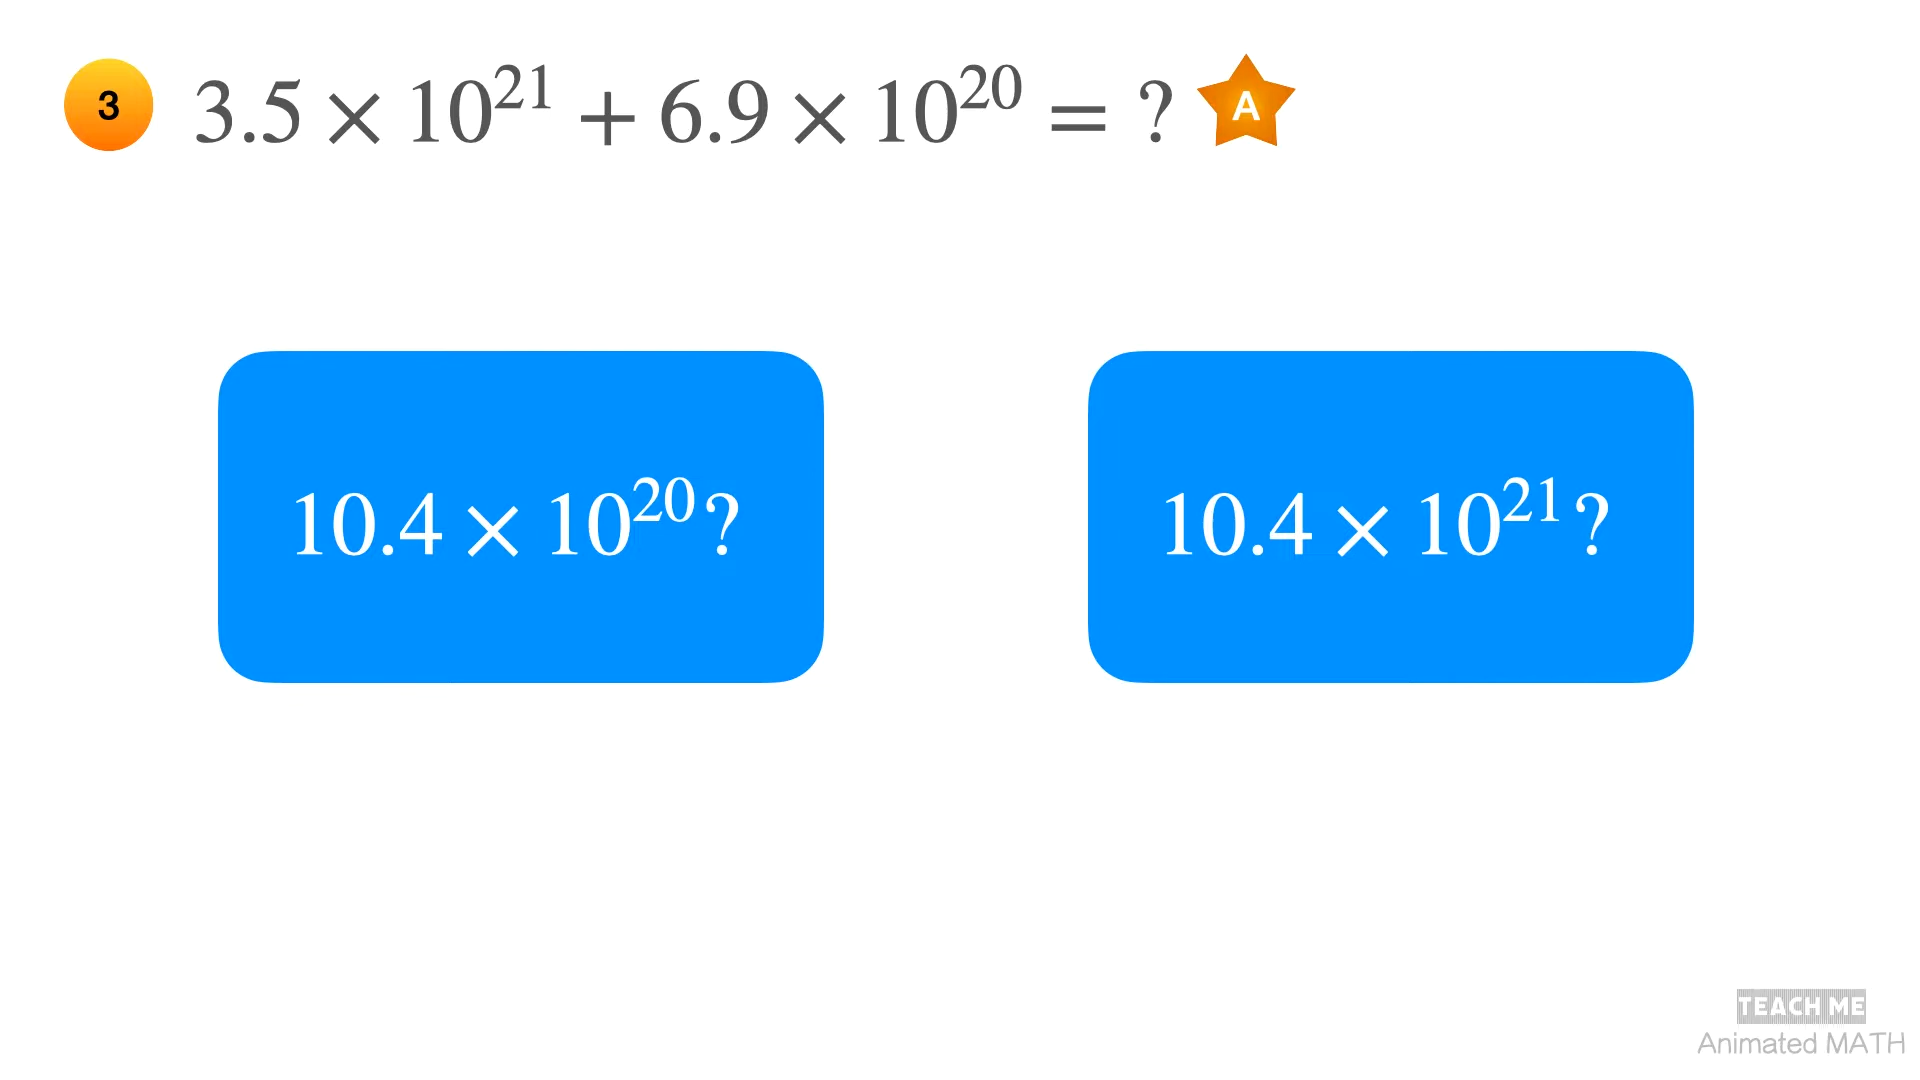 3 3.5 × 10²¹ + 6.9 × 10²⁰ = ? A
10.4 × 10²⁰?
10.4 × 10²¹?
TEACH ME
Animated MATH